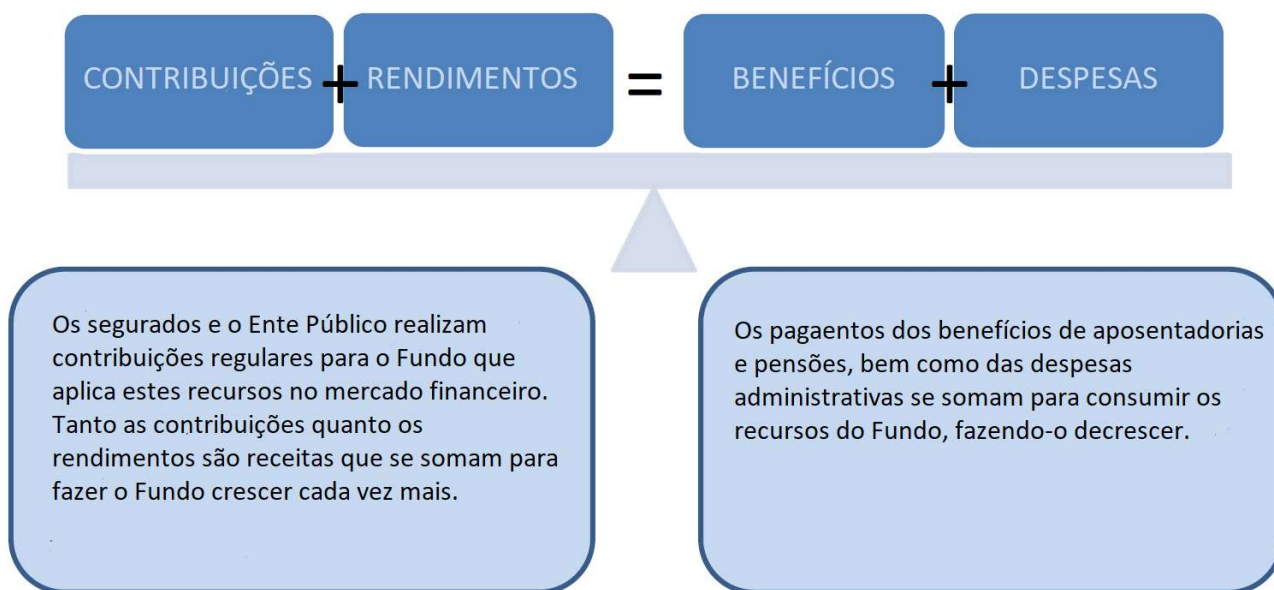 CONTRIBUIÇÕES + RENDIMENTOS = BENEFÍCIOS + DESPESAS
Os segurados e o Ente Público realizam
contribuições regulares para o Fundo que
aplica estes recursos no mercado financeiro.
Tanto as contribuições quanto os
rendimentos são receitas que se somam para
fazer o Fundo crescer cada vez mais.
Os pagaentos dos benefícios de aposentadorias
e pensões, bem como das despesas
administrativas se somam para consumir os
recursos do Fundo, fazendo-o decrescer.